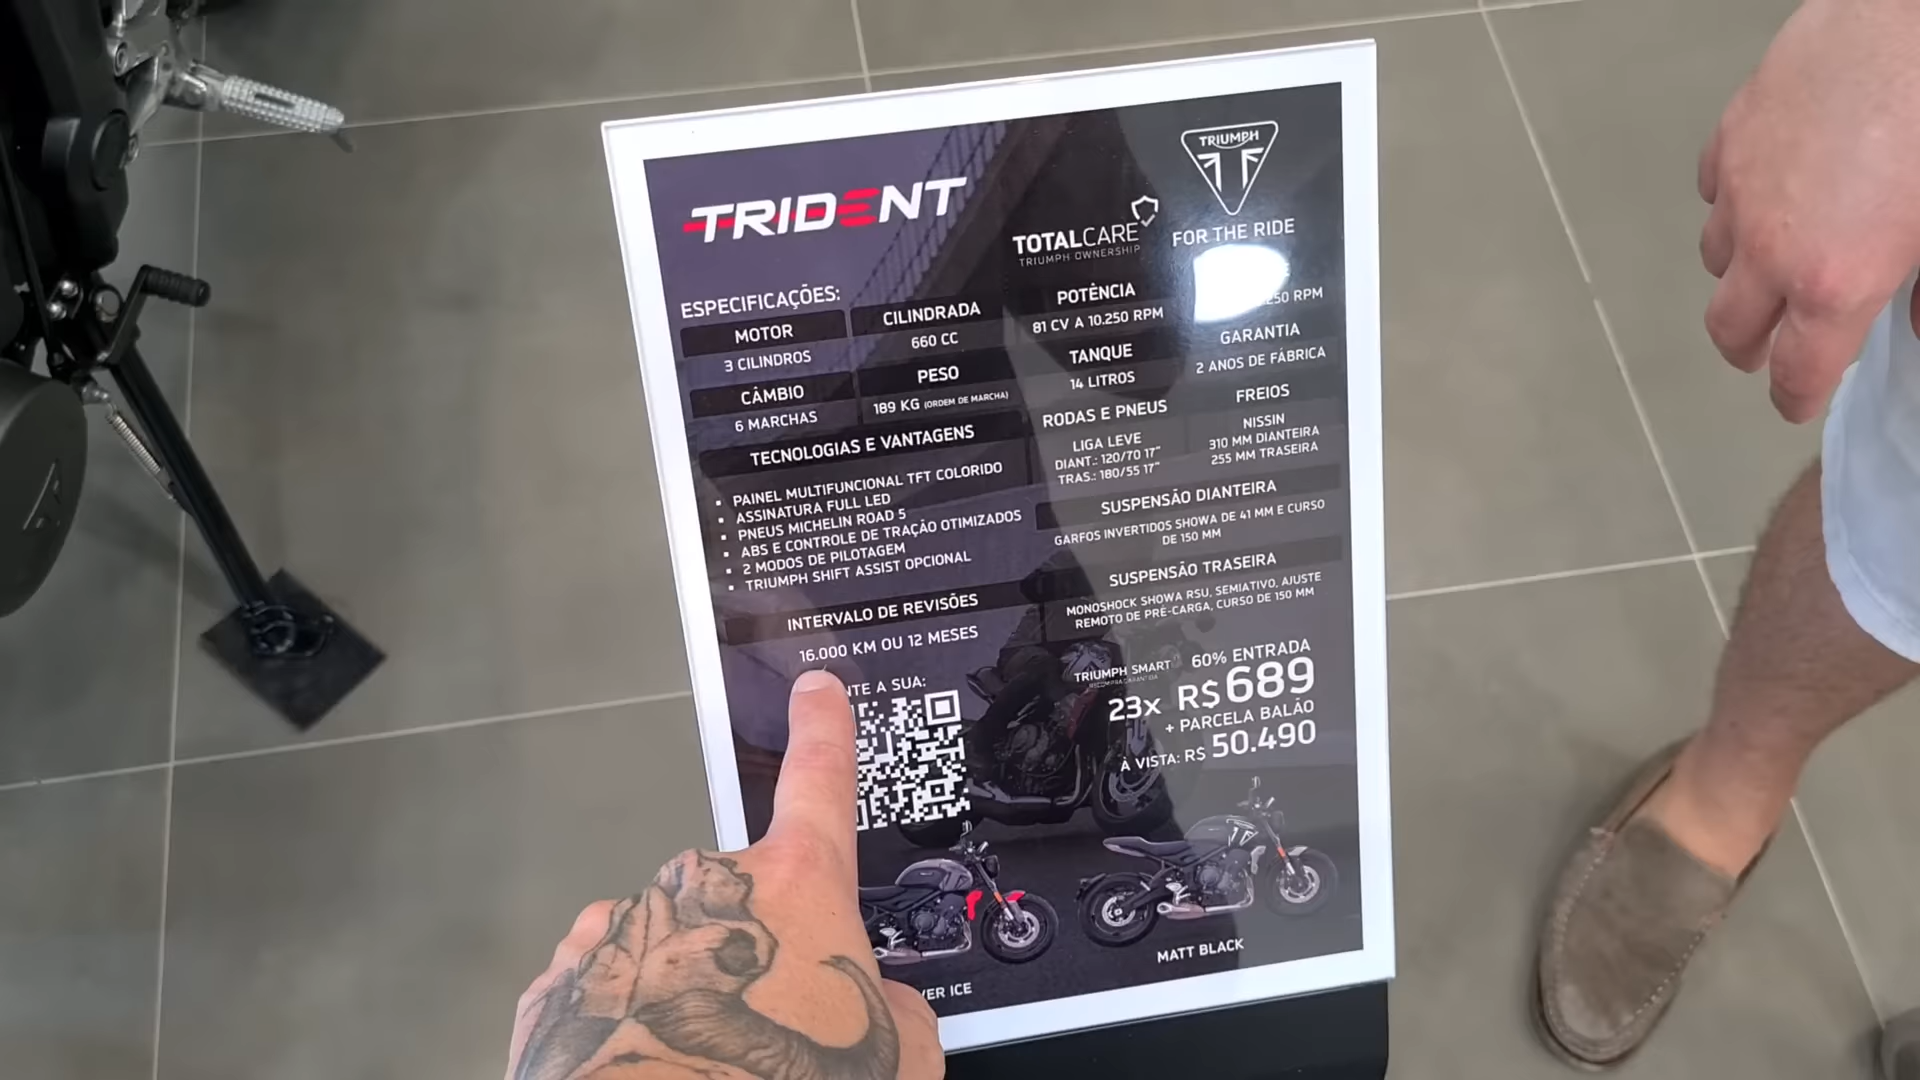 TRIDENT
TOTALCARE
TRIUMPH OWNERSHIP
TRIUMPH
FOR THE RIDE
ESPECIFICAÇÕES:
MOTOR
3 CILINDROS
CILINDRADA
660 CC
POTÊNCIA
81 CV A 10.250 RPM
RPM
CÂMBIO
6 MARCHAS
PESO
189 KG (ORDEM DE MARCHA)
TANQUE
14 LITROS
GARANTIA
2 ANOS DE FÁBRICA
TECNOLOGIAS E VANTAGENS
▪ PAINEL MULTIFUNCIONAL TFT COLORIDO
▪ ASSINATURA FULL LED
▪ PNEUS MICHELIN ROAD 5
▪ ABS E CONTROLE DE TRAÇÃO OTIMIZADOS
▪ 2 MODOS DE PILOTAGEM
▪ TRIUMPH SHIFT ASSIST OPCIONAL
RODAS E PNEUS
LIGA LEVE
DIANT.: 120/70 17"
TRAS.: 180/55 17"
FREIOS
NISSIN
310 MM DIANTEIRA
255 MM TRASEIRA
SUSPENSÃO DIANTEIRA
GARFOS INVERTIDOS SHOWA DE 41 MM E CURSO
DE 150 MM
SUSPENSÃO TRASEIRA
MONOSHOCK SHOWA RSU, SEMIATIVO, AJUSTE
REMOTO DE PRÉ-CARGA, CURSO DE 150 MM
INTERVALO DE REVISÕES
16.000 KM OU 12 MESES
A SUA:
TRIUMPH SMART
60% ENTRADA
23x R$ 689
+ PARCELA BALÃO
À VISTA: R$ 50.490
ICE
MATT BLACK